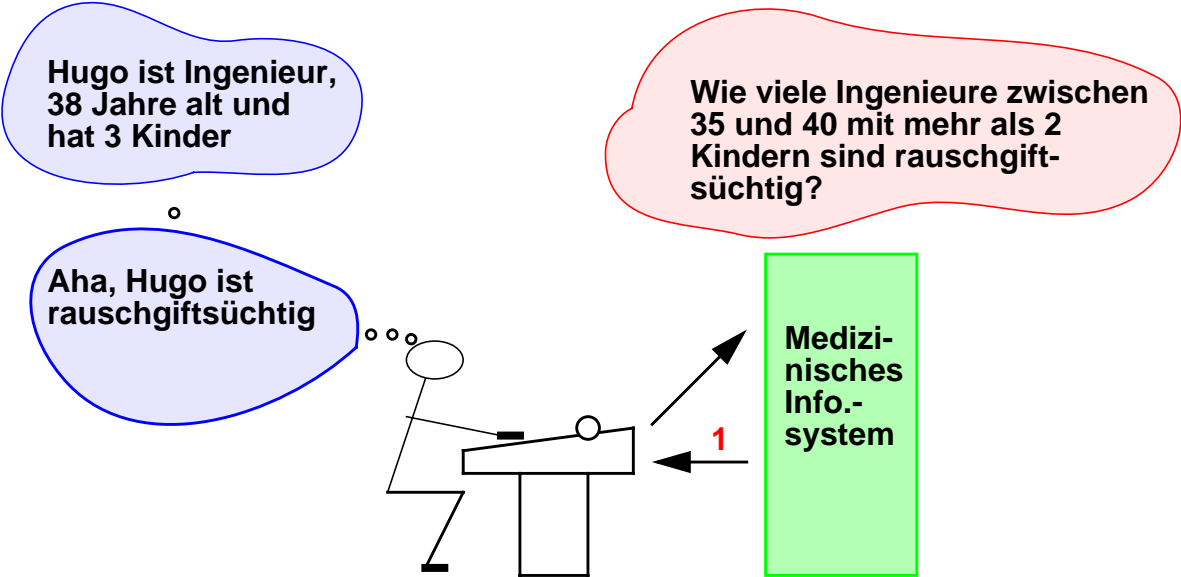 Hugo ist Ingenieur,
38 Jahre alt und
hat 3 Kinder
Aha, Hugo ist
rauschgiftsüchtig
Wie viele Ingenieure zwischen
35 und 40 mit mehr als 2
Kindern sind rauschgift-
süchtig?
1
Medizi-
nisches
Info.-
system